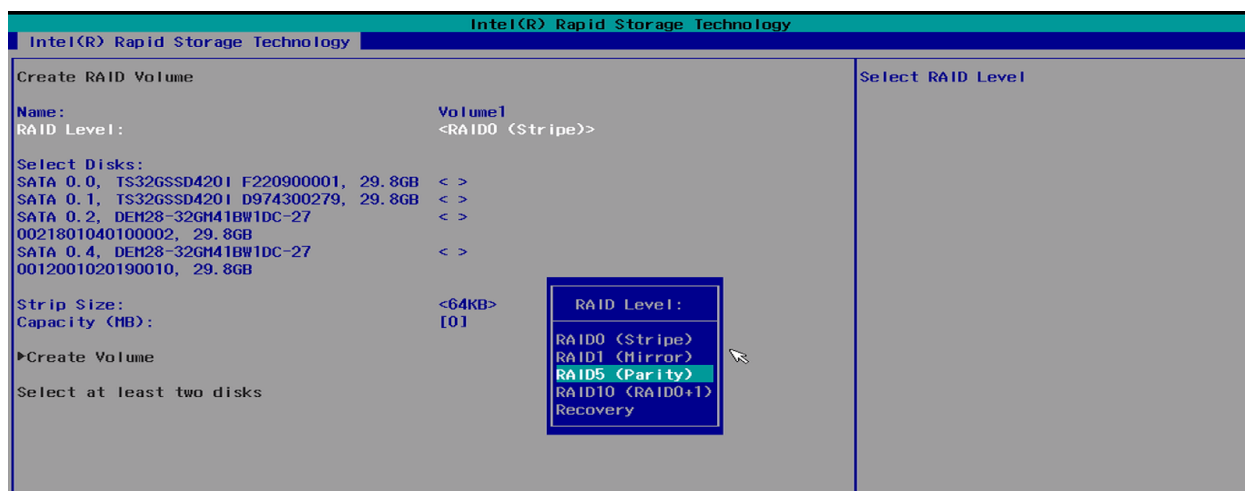 Intel(R) Rapid Storage Technology
Intel(R) Rapid Storage Technology
Create RAID Volume
Select RAID Level
Name: Volume1
RAID Level: <RAID0 (Stripe)>
Select Disks:
SATA 0.0, TS32GSSD420I F220900001, 29.8GB < >
SATA 0.1, TS32GSSD420I D974300279, 29.8GB < >
SATA 0.2, DEM28-32GM41BW1DC-27 < >
0021801040100002, 29.8GB
SATA 0.4, DEM28-32GM41BW1DC-27 < >
0012001020190010, 29.8GB
Strip Size: <64KB>
Capacity (MB): [0]
▶Create Volume
Select at least two disks
RAID Level:
RAID0 (Stripe)
RAID1 (Mirror)
RAID5 (Parity)
RAID10 (RAID0+1)
Recovery